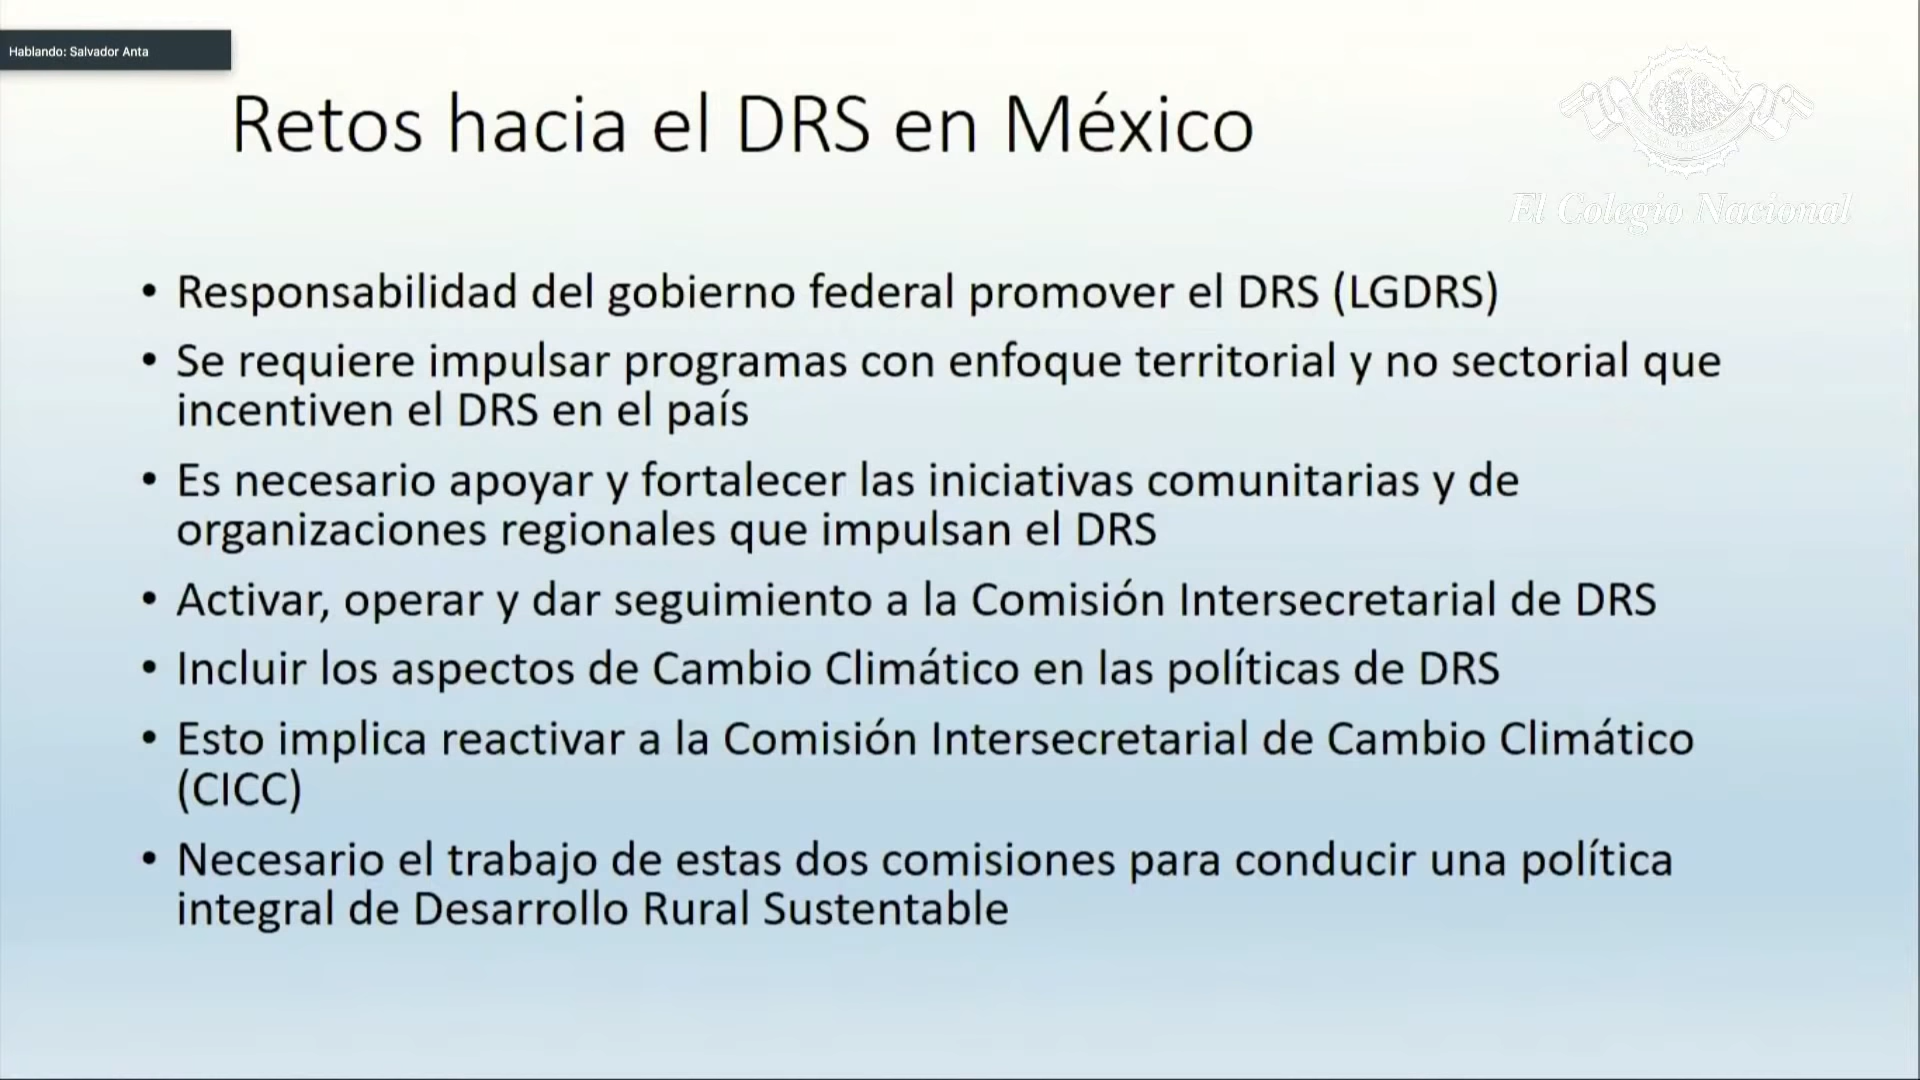 Hablando: Salvador Anta
Retos hacia el DRS en México
El Colegio Nacional
• Responsabilidad del gobierno federal promover el DRS (LGDRS)
• Se requiere impulsar programas con enfoque territorial y no sectorial que
incentiven el DRS en el país
• Es necesario apoyar y fortalecer las iniciativas comunitarias y de
organizaciones regionales que impulsan el DRS
• Activar, operar y dar seguimiento a la Comisión Intersecretarial de DRS
• Incluir los aspectos de Cambio Climático en las políticas de DRS
• Esto implica reactivar a la Comisión Intersecretarial de Cambio Climático
(CICC)
• Necesario el trabajo de estas dos comisiones para conducir una política
integral de Desarrollo Rural Sustentable